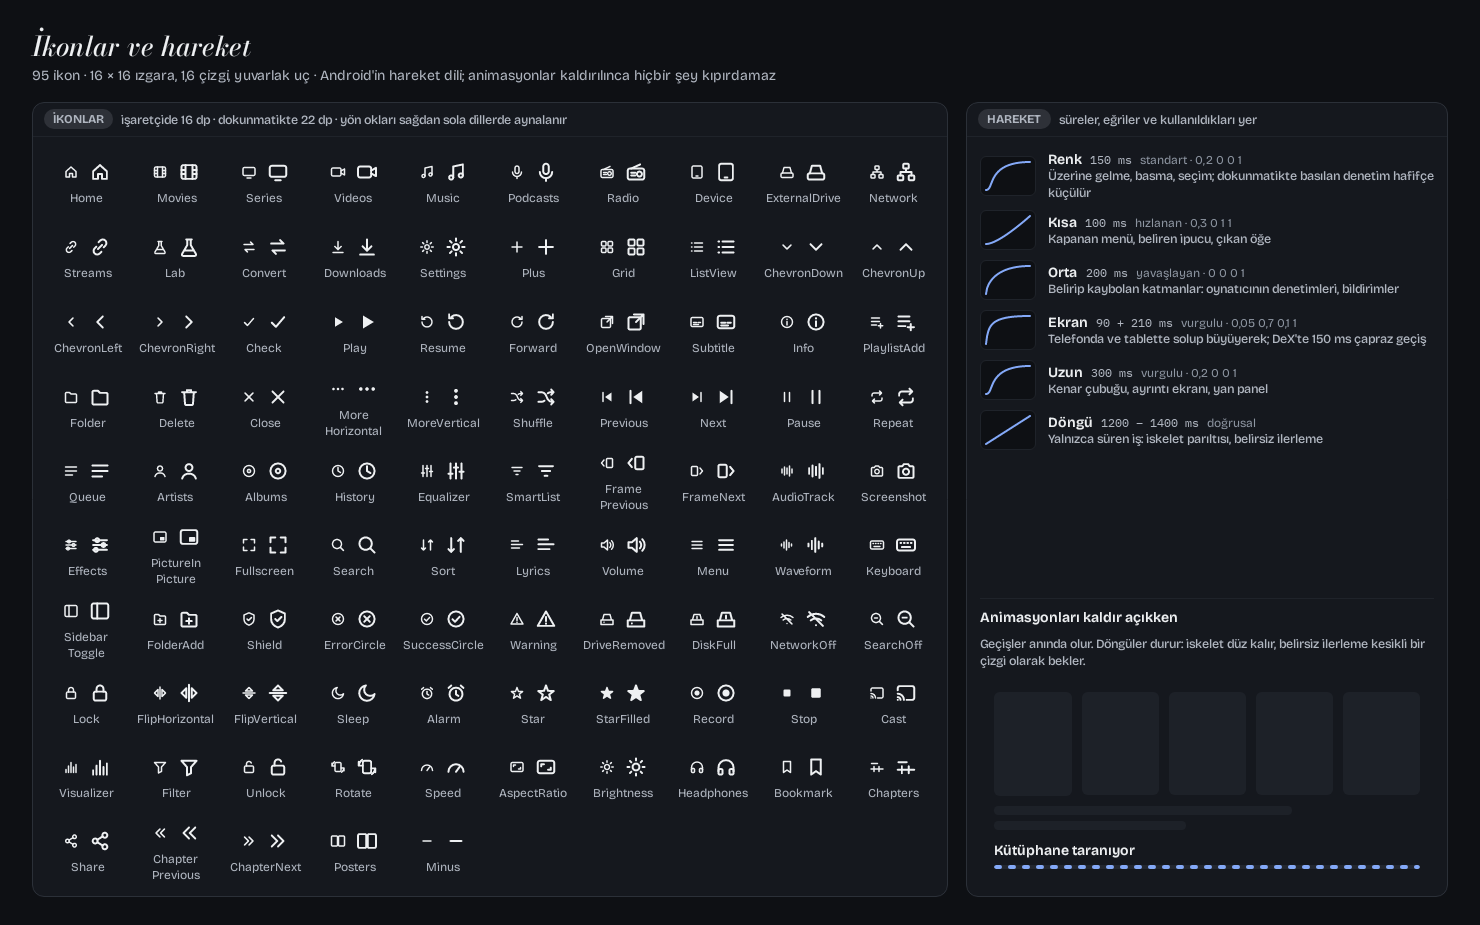 İkonlar ve hareket
95 ikon · 16 × 16 ızgara, 1,6 çizgi, yuvarlak uç · Android'in hareket dili; animasyonlar kaldırılınca hiçbir şey kıpırdamaz
İKONLAR işaretçide 16 dp · dokunmatikte 22 dp · yön okları sağdan sola dillerde aynalanır
Home Movies Series Videos Music Podcasts Radio Device ExternalDrive Network
Streams Lab Convert Downloads Settings Plus Grid ListView ChevronDown ChevronUp
ChevronLeft ChevronRight Check Play Resume Forward OpenWindow Subtitle Info PlaylistAdd
Folder Delete Close More Horizontal MoreVertical Shuffle Previous Next Pause Repeat
Queue Artists Albums History Equalizer SmartList Frame Previous FrameNext AudioTrack Screenshot
Effects PictureIn Picture Fullscreen Search Sort Lyrics Volume Menu Waveform Keyboard
Sidebar Toggle FolderAdd Shield ErrorCircle SuccessCircle Warning DriveRemoved DiskFull NetworkOff SearchOff
Lock FlipHorizontal FlipVertical Sleep Alarm Star StarFilled Record Stop Cast
Visualizer Filter Unlock Rotate Speed AspectRatio Brightness Headphones Bookmark Chapters
Share Chapter Previous ChapterNext Posters Minus
HAREKET süreler, eğriler ve kullanıldıkları yer
Renk 150 ms standart · 0,2 0 0 1
Üzerine gelme, basma, seçim; dokunmatikte basılan denetim hafifçe
küçülür
Kısa 100 ms hızlanan · 0,3 0 1 1
Kapanan menü, beliren ipucu, çıkan öğe
Orta 200 ms yavaşlayan · 0 0 0 1
Belirip kaybolan katmanlar: oynatıcının denetimleri, bildirimler
Ekran 90 + 210 ms vurgulu · 0,05 0,7 0,1 1
Telefonda ve tablette solup büyüyerek; DeX'te 150 ms çapraz geçiş
Uzun 300 ms vurgulu · 0,2 0 0 1
Kenar çubuğu, ayrıntı ekranı, yan panel
Döngü 1200 – 1400 ms doğrusal
Yalnızca süren iş: iskelet parıltısı, belirsiz ilerleme
Animasyonları kaldır açıkken
Geçişler anında olur. Döngüler durur: iskelet düz kalır, belirsiz ilerleme kesikli bir
çizgi olarak bekler.
Kütüphane taranıyor